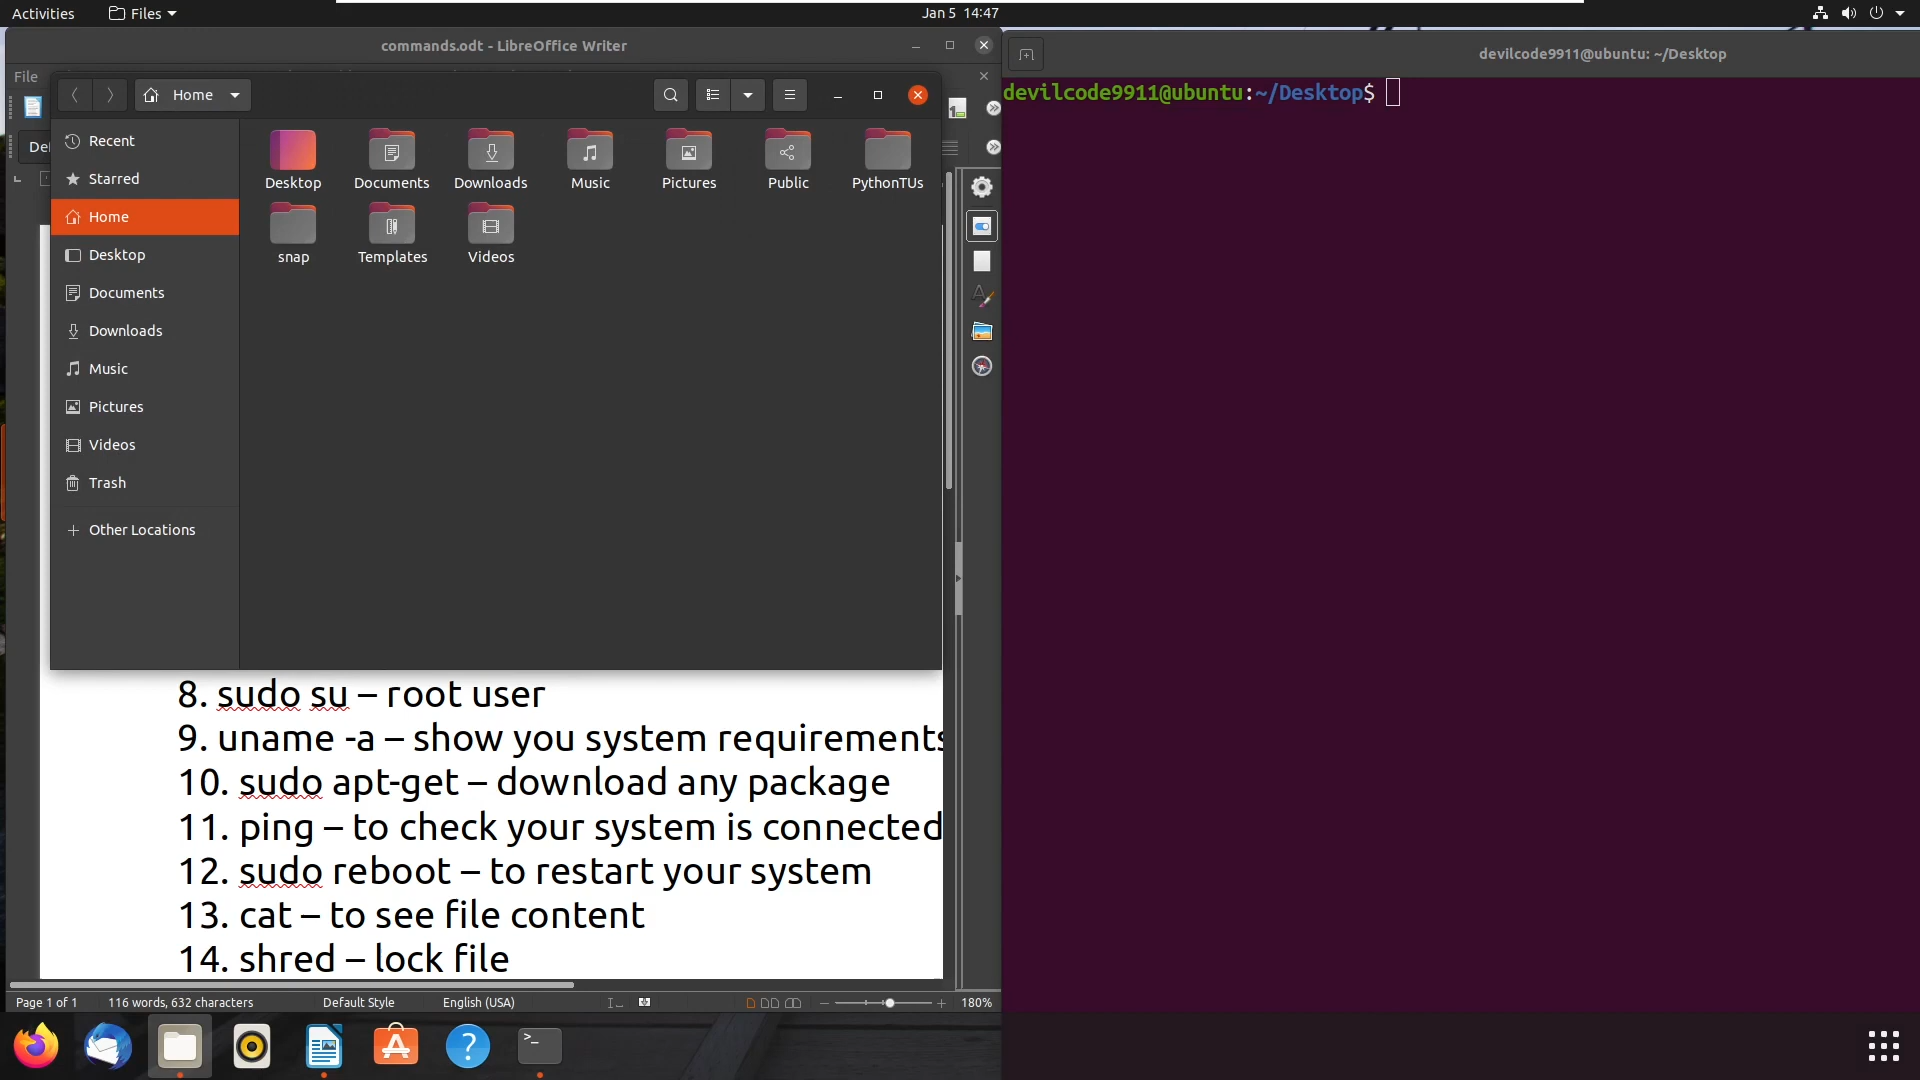 Activities
Files
Jan 5 14:47
commands.odt - LibreOffice Writer
File
Home
Recent
Starred
Home
Desktop
Documents
Downloads
Music
Pictures
Videos
Trash
Other Locations
Desktop
Documents
Downloads
Music
Pictures
Public
PythonTUs
snap
Templates
Videos
8. sudo su – root user
9. uname -a – show you system requirements
10. sudo apt-get – download any package
11. ping – to check your system is connected
12. sudo reboot – to restart your system
13. cat – to see file content
14. shred – lock file
Page 1 of 1
116 words, 632 characters
Default Style
English (USA)
180%
devilcode9911@ubuntu: ~/Desktop
devilcode9911@ubuntu:~/Desktop$